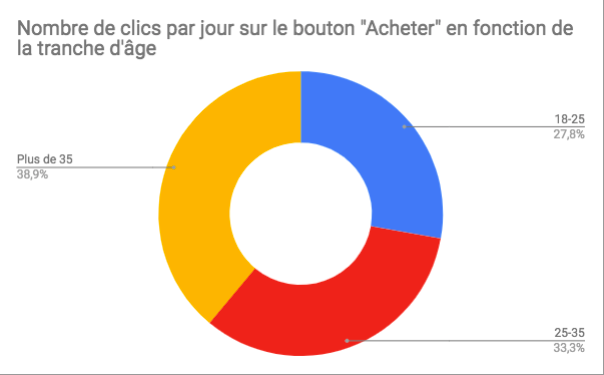 Nombre de clics par jour sur le bouton "Acheter" en fonction de
la tranche d'âge
18-25
27,8%
Plus de 35
38,9%
25-35
33,3%